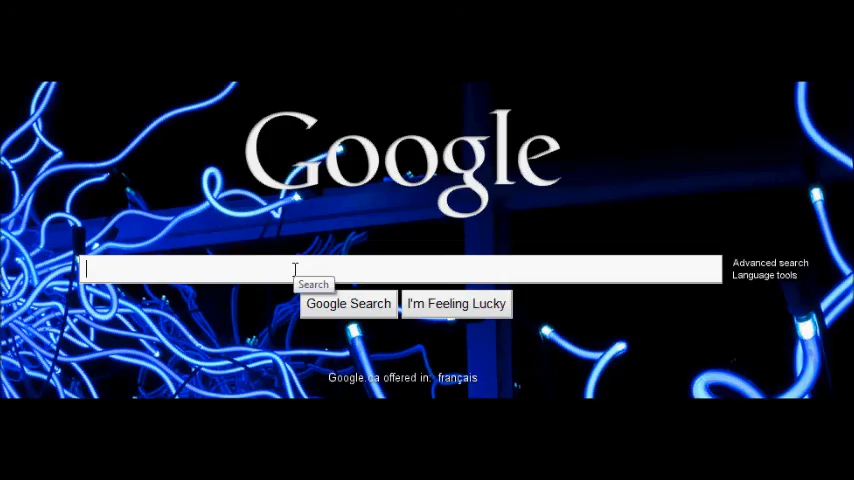 Google
Advanced search
Language tools
Search
Google Search I'm Feeling Lucky
Google.ca offered in: français